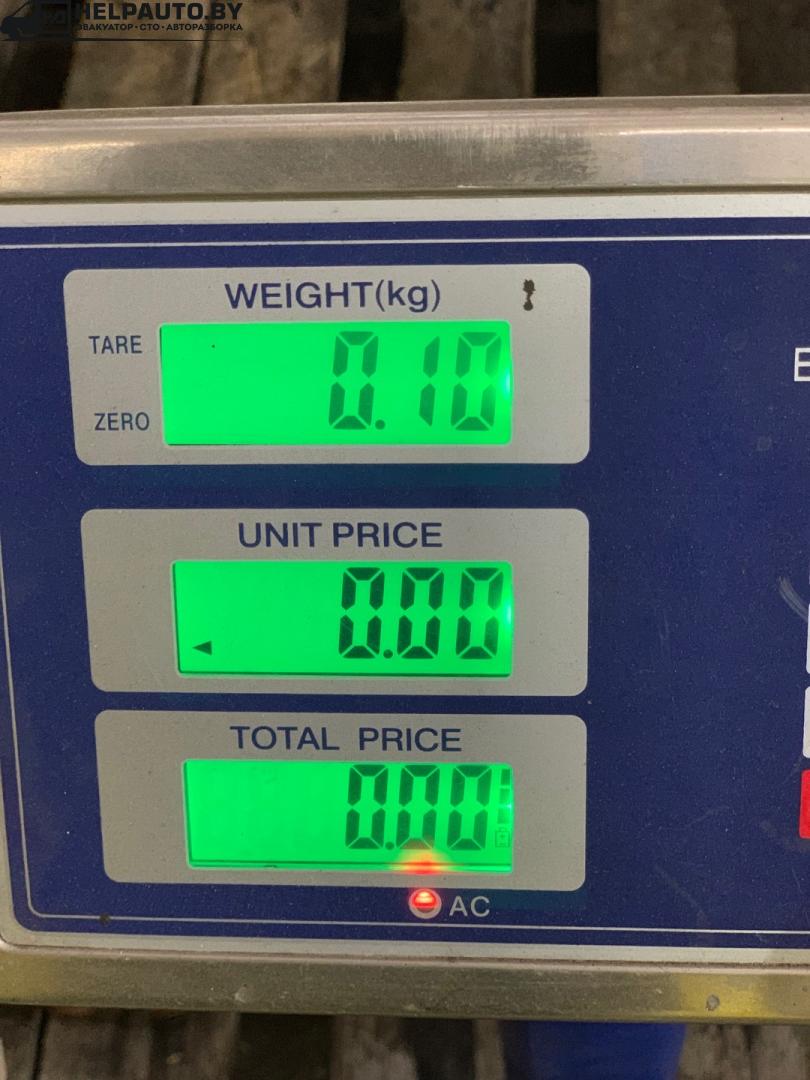 HELPAUTO.BY
ЭВАКУАТОР • СТО • АВТОРАЗБОРКА
WEIGHT(kg)
TARE
0.10
ZERO
UNIT PRICE
0.00
TOTAL PRICE
0.00
AC